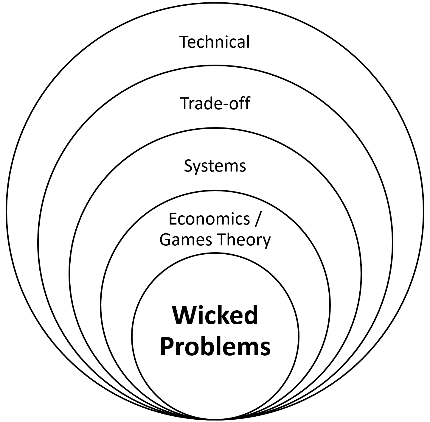 Technical
Trade-off
Systems
Economics /
Games Theory
Wicked
Problems